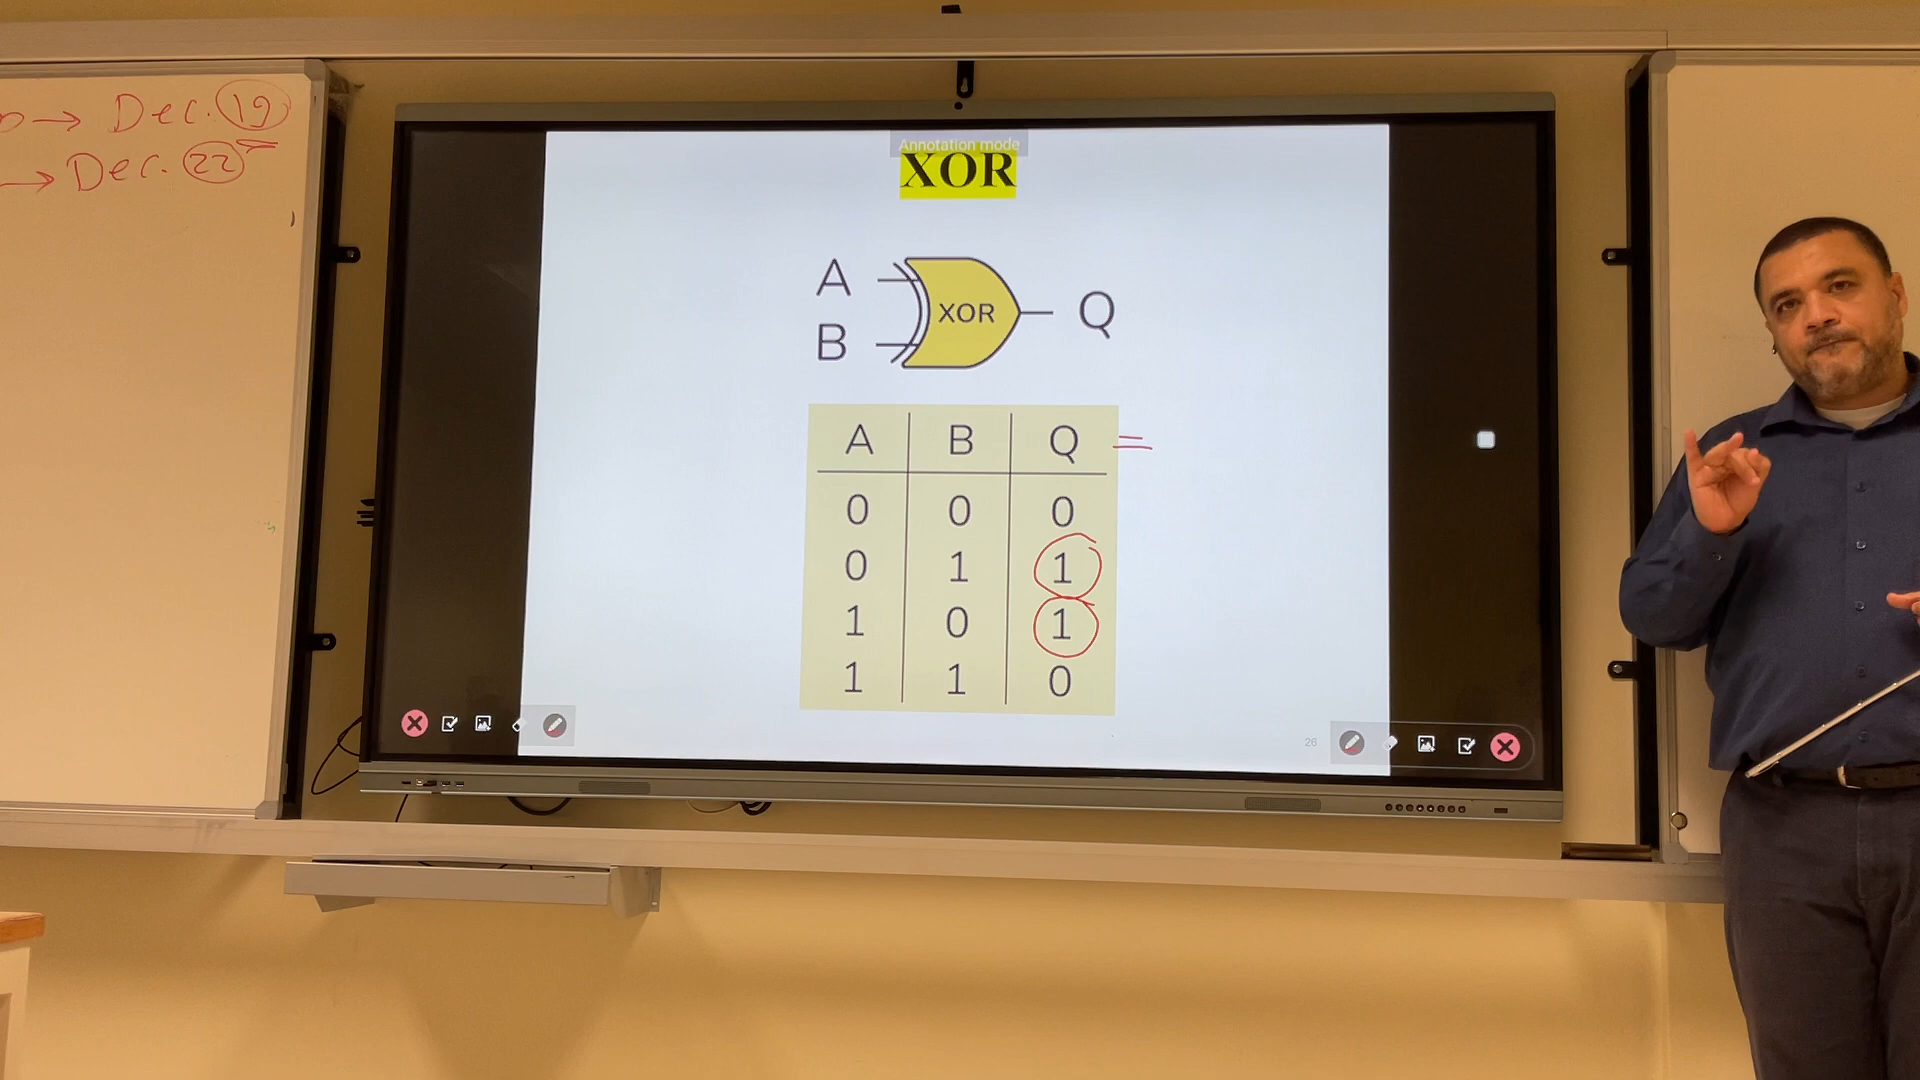 → Dec. 19
→ Dec. 22
Annotation mode
XOR
A
B
XOR
Q
A B Q =
0 0 0
0 1 1
1 0 1
1 1 0
26